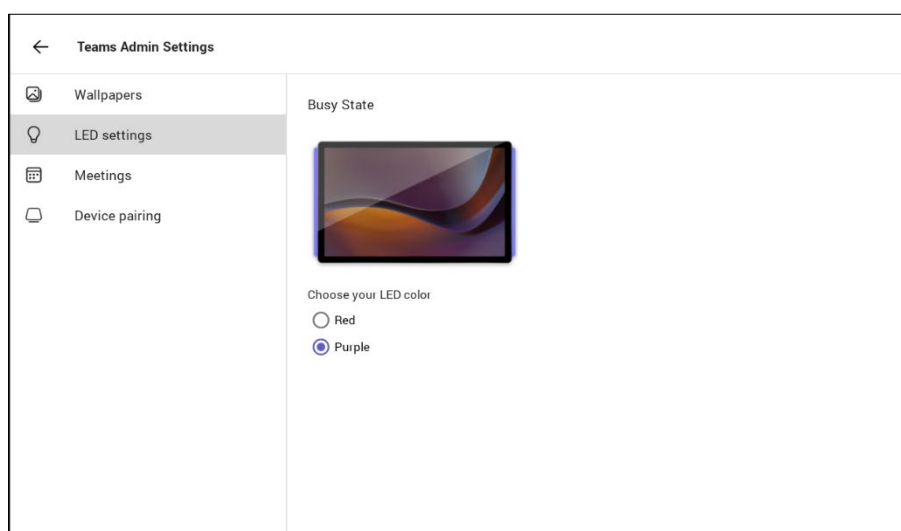 Teams Admin Settings
Wallpapers
LED settings
Meetings
Device pairing
Busy State
Choose your LED color
Red
Purple